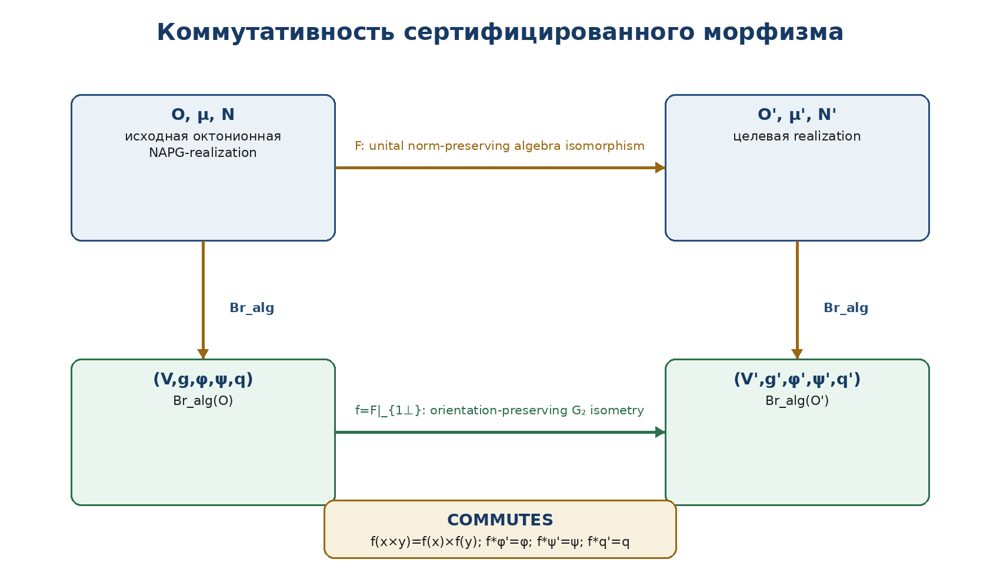 Коммутативность сертифицированного морфизма
O, μ, N
исходная октонионная
NAPG-realization
O', μ', N'
целевая realization
F: unital norm-preserving algebra isomorphism
Br_alg
Br_alg
(V,g,φ,ψ,q)
Br_alg(O)
(V',g',φ',ψ',q')
Br_alg(O')
f=F|_{1⊥}: orientation-preserving G₂ isometry
COMMUTES
f(x×y)=f(x)×f(y); f*φ'=φ; f*ψ'=ψ; f*q'=q